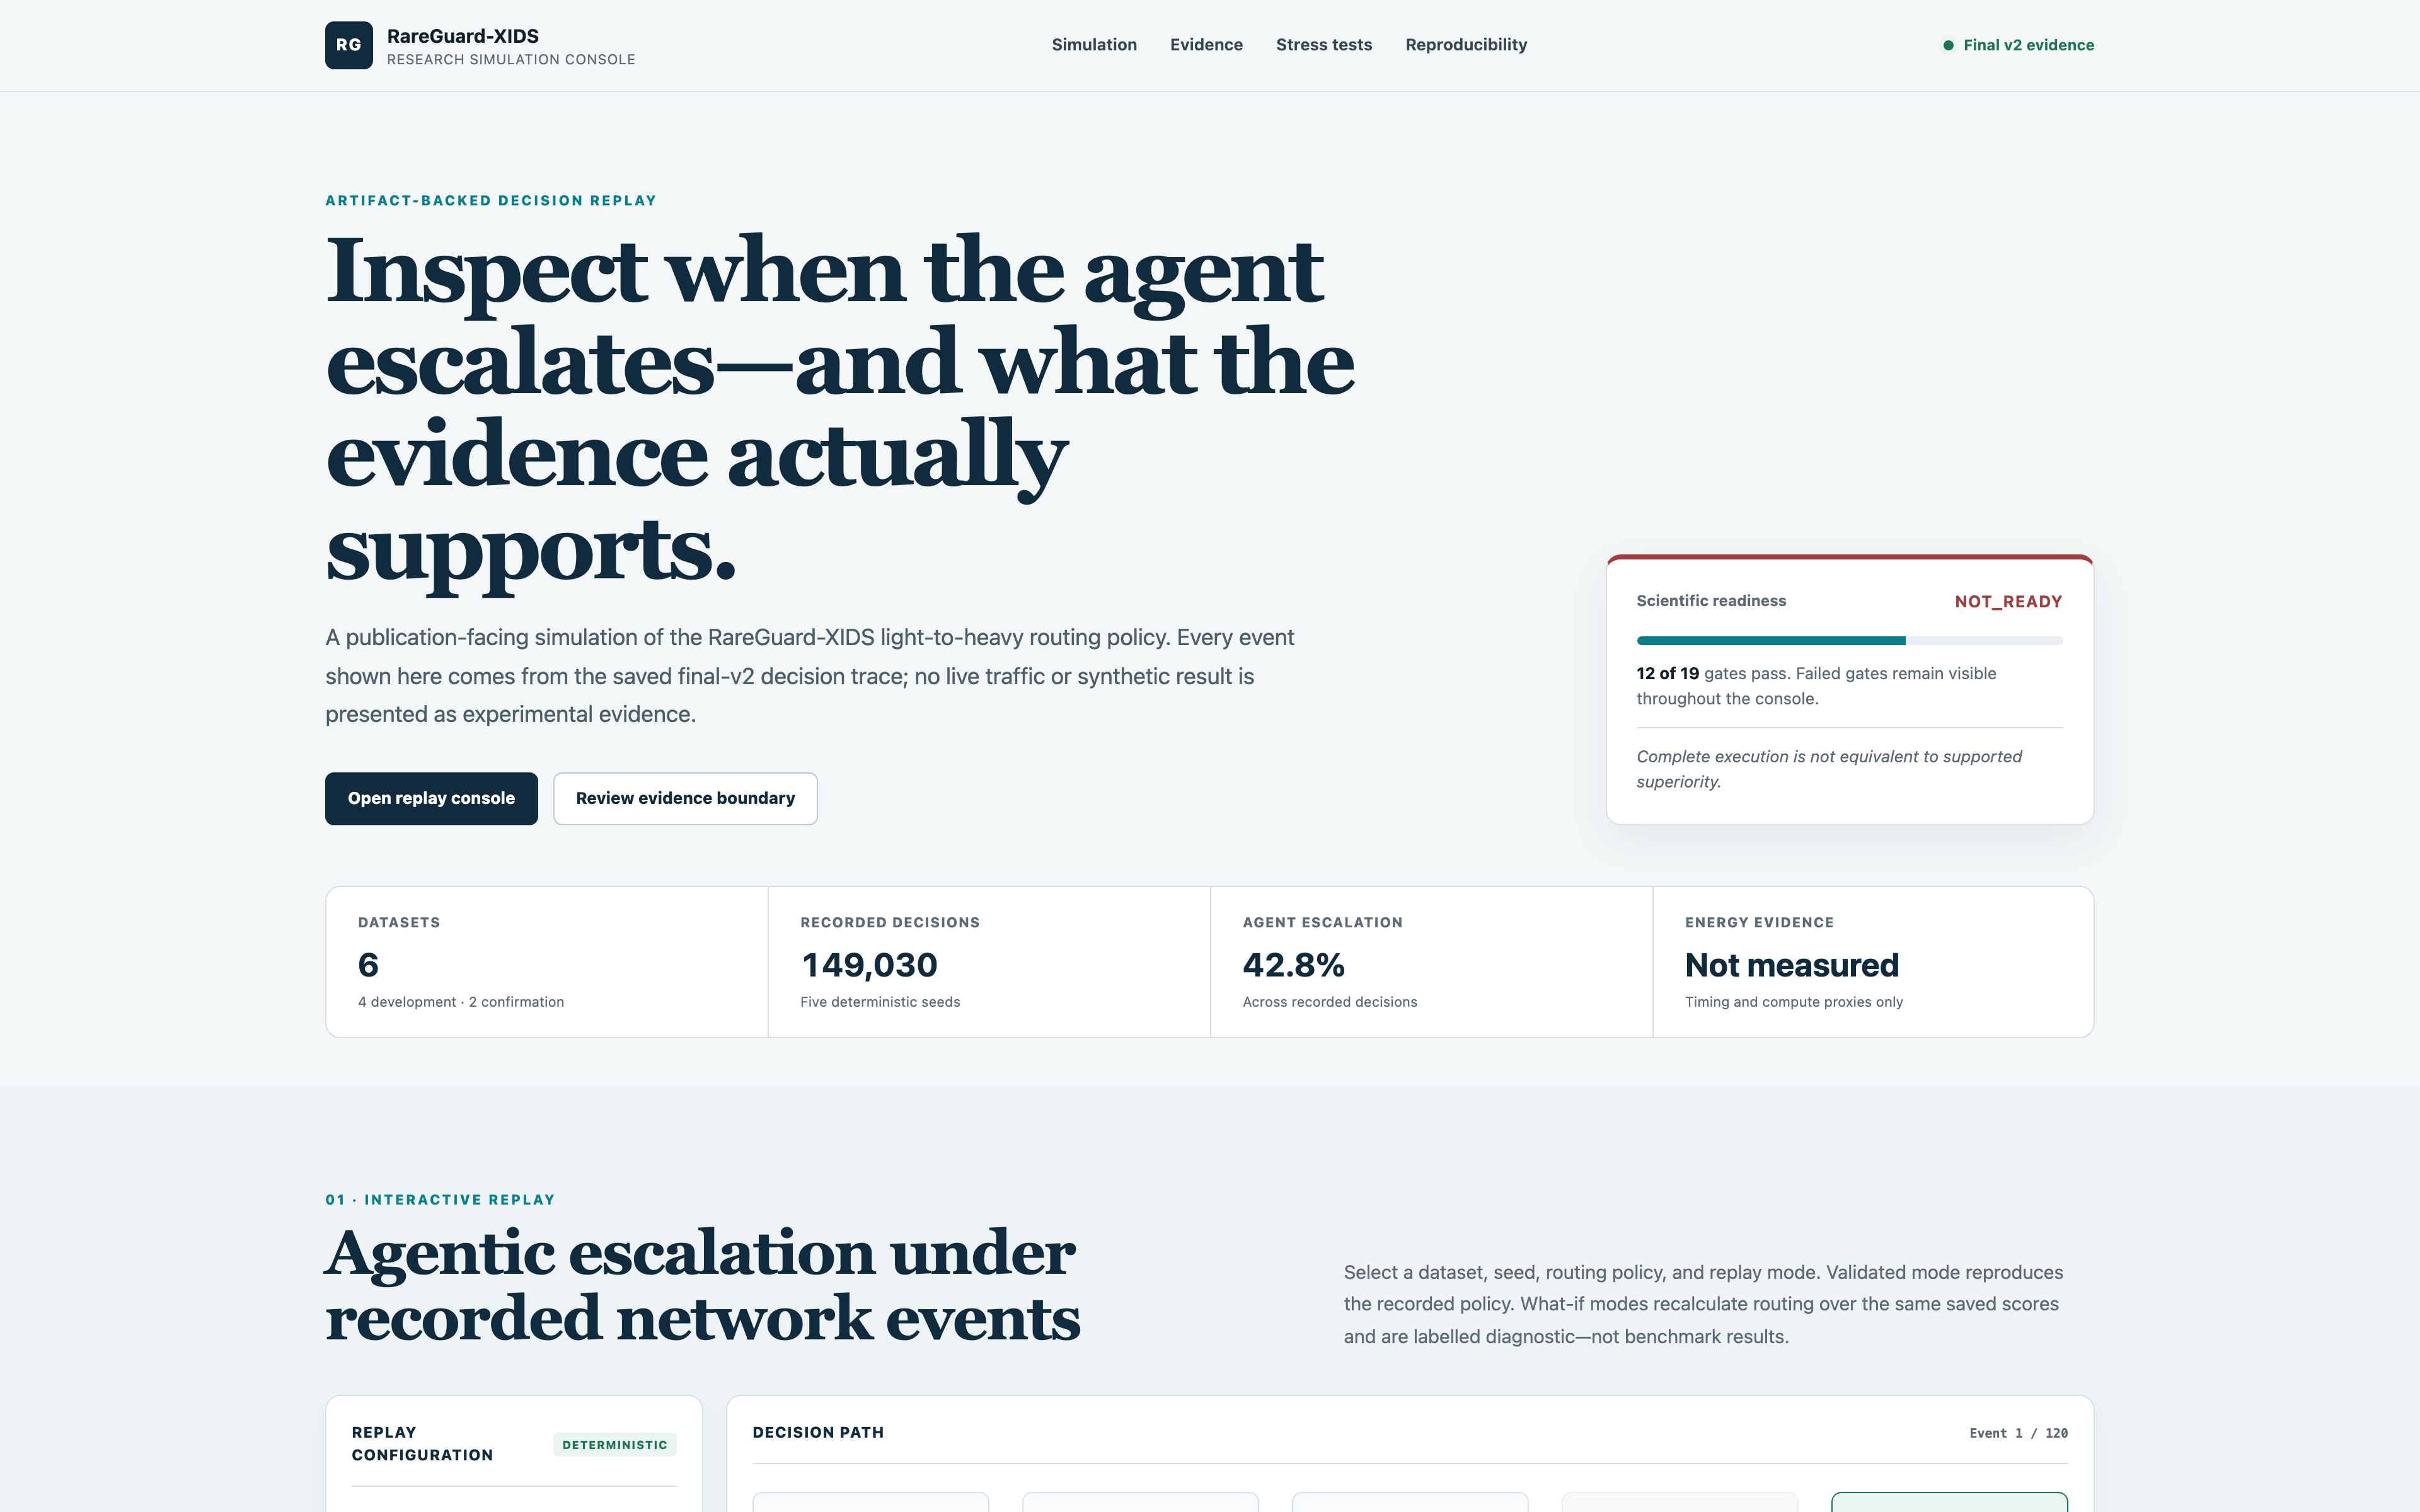 RG
RareGuard-XIDS
RESEARCH SIMULATION CONSOLE
Simulation
Evidence
Stress tests
Reproducibility
Final v2 evidence
ARTIFACT-BACKED DECISION REPLAY
Inspect when the agent
escalates—and what the
evidence actually
supports.
A publication-facing simulation of the RareGuard-XIDS light-to-heavy routing policy. Every event
shown here comes from the saved final-v2 decision trace; no live traffic or synthetic result is
presented as experimental evidence.
Open replay console
Review evidence boundary
Scientific readiness
NOT_READY
12 of 19 gates pass. Failed gates remain visible
throughout the console.
Complete execution is not equivalent to supported
superiority.
DATASETS
6
4 development · 2 confirmation
RECORDED DECISIONS
149,030
Five deterministic seeds
AGENT ESCALATION
42.8%
Across recorded decisions
ENERGY EVIDENCE
Not measured
Timing and compute proxies only
01 · INTERACTIVE REPLAY
Agentic escalation under
recorded network events
Select a dataset, seed, routing policy, and replay mode. Validated mode reproduces
the recorded policy. What-if modes recalculate routing over the same saved scores
and are labelled diagnostic—not benchmark results.
REPLAY
CONFIGURATION
DETERMINISTIC
DECISION PATH
Event 1 / 120